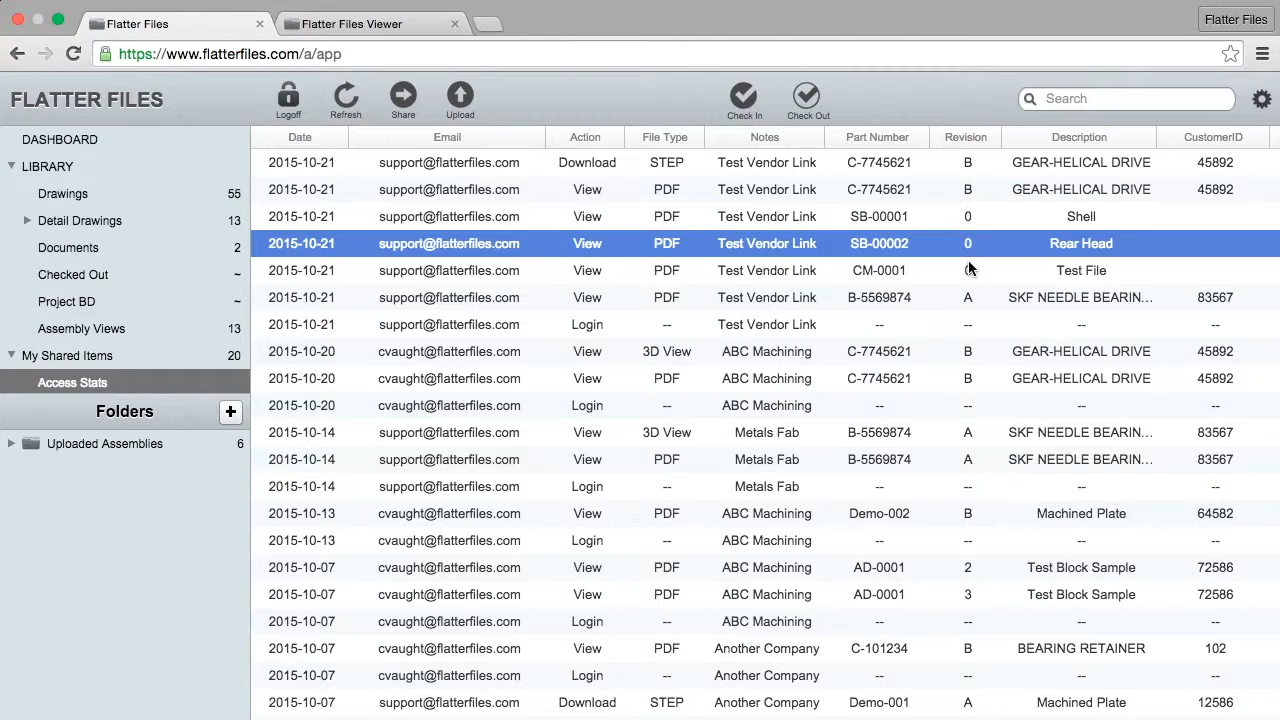 Flatter Files
Flatter Files Viewer
Flatter Files
https://www.flatterfiles.com/a/app
FLATTER FILES
Logoff
Refresh
Share
Upload
Check In
Check Out
Search
DASHBOARD
LIBRARY
Drawings 55
Detail Drawings 13
Documents 2
Checked Out ~
Project BD ~
Assembly Views 13
My Shared Items 20
Access Stats
Folders +
Uploaded Assemblies 6
Date Email Action File Type Notes Part Number Revision Description CustomerID
2015-10-21 support@flatterfiles.com Download STEP Test Vendor Link C-7745621 B GEAR-HELICAL DRIVE 45892
2015-10-21 support@flatterfiles.com View PDF Test Vendor Link C-7745621 B GEAR-HELICAL DRIVE 45892
2015-10-21 support@flatterfiles.com View PDF Test Vendor Link SB-00001 0 Shell
2015-10-21 support@flatterfiles.com View PDF Test Vendor Link SB-00002 0 Rear Head
2015-10-21 support@flatterfiles.com View PDF Test Vendor Link CM-0001 Test File
2015-10-21 support@flatterfiles.com View PDF Test Vendor Link B-5569874 A SKF NEEDLE BEARIN... 83567
2015-10-21 support@flatterfiles.com Login -- Test Vendor Link -- -- -- --
2015-10-20 cvaught@flatterfiles.com View 3D View ABC Machining C-7745621 B GEAR-HELICAL DRIVE 45892
2015-10-20 cvaught@flatterfiles.com View PDF ABC Machining C-7745621 B GEAR-HELICAL DRIVE 45892
2015-10-20 cvaught@flatterfiles.com Login -- ABC Machining -- -- -- --
2015-10-14 support@flatterfiles.com View 3D View Metals Fab B-5569874 A SKF NEEDLE BEARIN... 83567
2015-10-14 support@flatterfiles.com View PDF Metals Fab B-5569874 A SKF NEEDLE BEARIN... 83567
2015-10-14 support@flatterfiles.com Login -- Metals Fab -- -- -- --
2015-10-13 cvaught@flatterfiles.com View PDF ABC Machining Demo-002 B Machined Plate 64582
2015-10-13 cvaught@flatterfiles.com Login -- ABC Machining -- -- -- --
2015-10-07 cvaught@flatterfiles.com View PDF ABC Machining AD-0001 2 Test Block Sample 72586
2015-10-07 cvaught@flatterfiles.com View PDF ABC Machining AD-0001 3 Test Block Sample 72586
2015-10-07 cvaught@flatterfiles.com Login -- ABC Machining -- -- -- --
2015-10-07 cvaught@flatterfiles.com View PDF Another Company C-101234 B BEARING RETAINER 102
2015-10-07 cvaught@flatterfiles.com Login -- Another Company -- -- -- --
2015-10-07 support@flatterfiles.com Download STEP Another Company Demo-001 A Machined Plate 12586